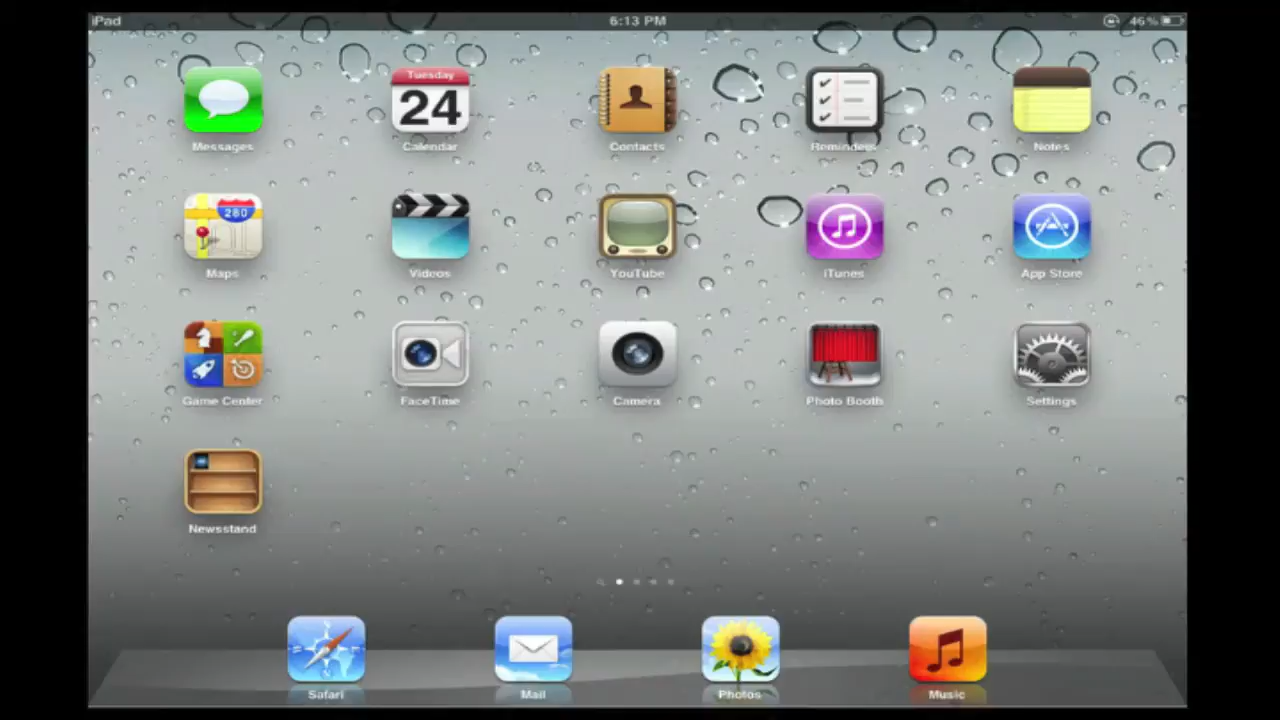 iPad 6:13 PM 46%
Tuesday
24
Messages Calendar Contacts Reminders Notes
280
Maps Videos YouTube iTunes App Store
Game Center FaceTime Camera Photo Booth Settings
Newsstand
Safari Mail Photos Music